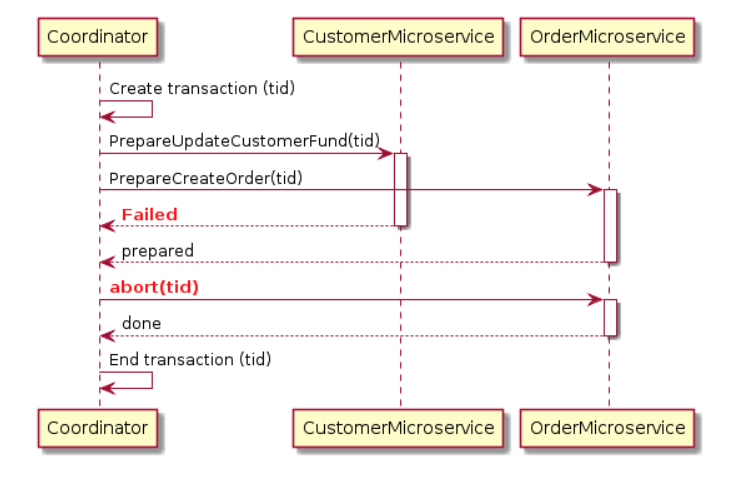 Coordinator
CustomerMicroservice
OrderMicroservice
Create transaction (tid)
PrepareUpdateCustomerFund(tid)
PrepareCreateOrder(tid)
Failed
prepared
abort(tid)
done
End transaction (tid)
Coordinator
CustomerMicroservice
OrderMicroservice